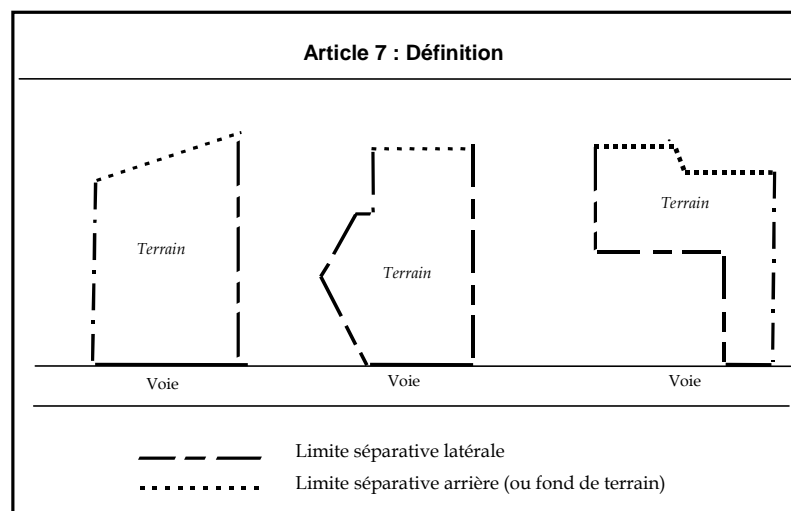 Article 7 : Définition
Terrain
Terrain
Terrain
Voie
Voie
Voie
Limite séparative latérale
Limite séparative arrière (ou fond de terrain)